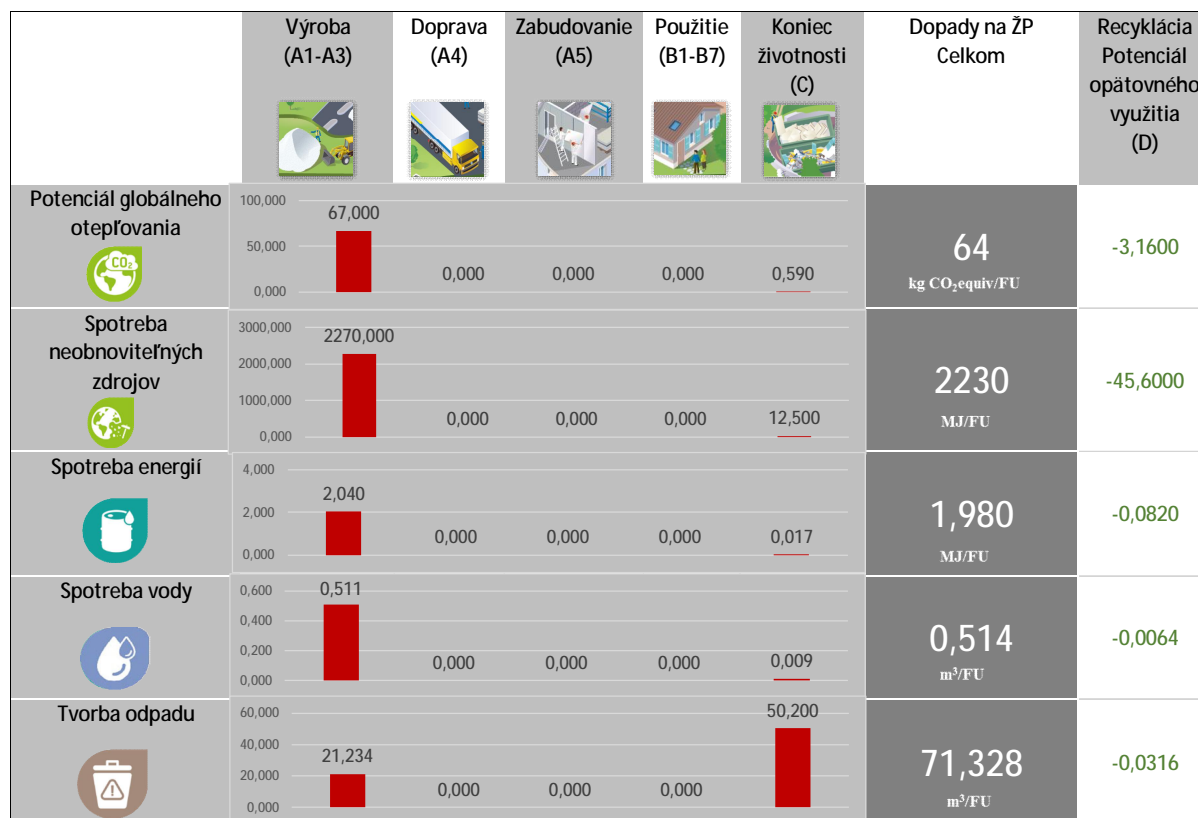 Výroba
(A1-A3)
Doprava
(A4)
Zabudovanie
(A5)
Použitie
(B1-B7)
Koniec
životnosti
(C)
Dopady na ŽP
Celkom
Recyklácia
Potenciál
opätovného
využitia
(D)
Potenciál globálneho
otepľovania
CO2
100,000
50,000
0,000
67,000
0,000
0,000
0,000
0,590
64
kg CO₂equiv/FU
-3,1600
Spotreba
neobnoviteľných
zdrojov
3000,000
2000,000
1000,000
0,000
2270,000
0,000
0,000
0,000
12,500
2230
MJ/FU
-45,6000
Spotreba energií
4,000
2,000
0,000
2,040
0,000
0,000
0,000
0,017
1,980
MJ/FU
-0,0820
Spotreba vody
0,600
0,400
0,200
0,000
0,511
0,000
0,000
0,000
0,009
0,514
m³/FU
-0,0064
Tvorba odpadu
60,000
40,000
20,000
0,000
21,234
0,000
0,000
0,000
50,200
71,328
m³/FU
-0,0316